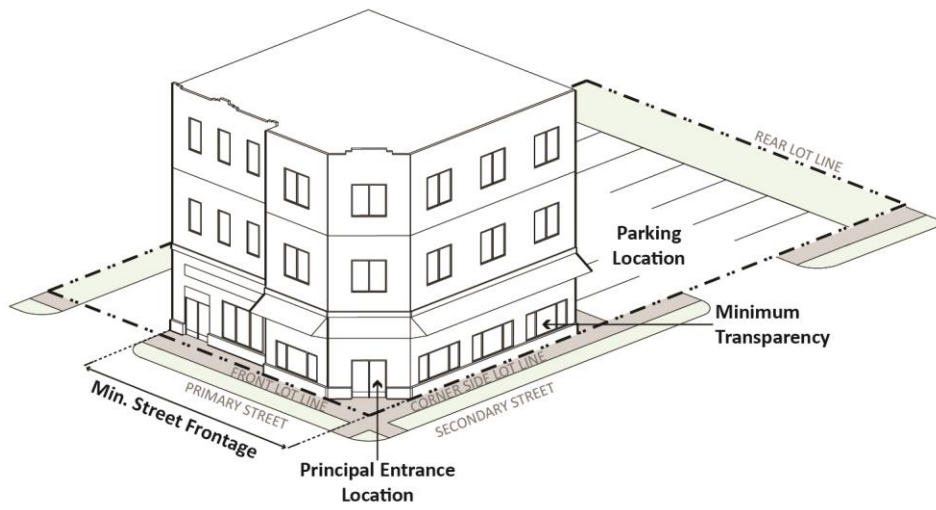 REAR LOT LINE
Parking
Location
Minimum
Transparency
FRONT LOT LINE
CORNER SIDE LOT LINE
PRIMARY STREET
SECONDARY STREET
Min. Street Frontage
Principal Entrance
Location